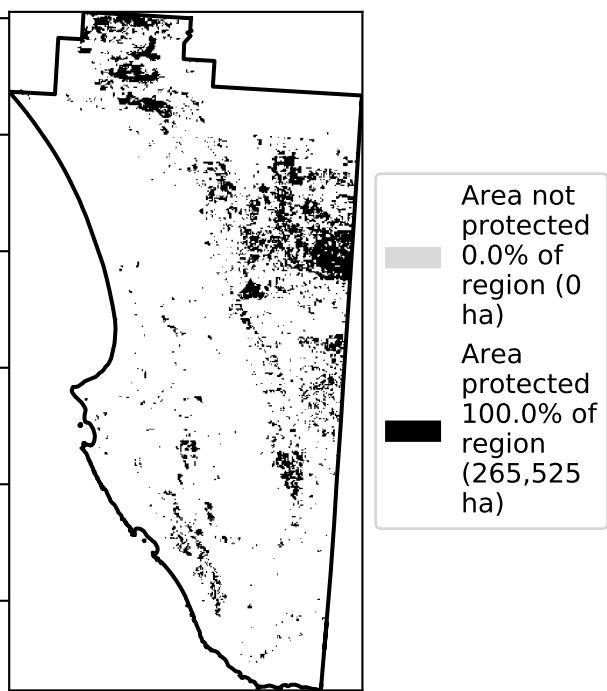 Area not
protected
0.0% of
region (0
ha)
Area
protected
100.0% of
region
(265,525
ha)